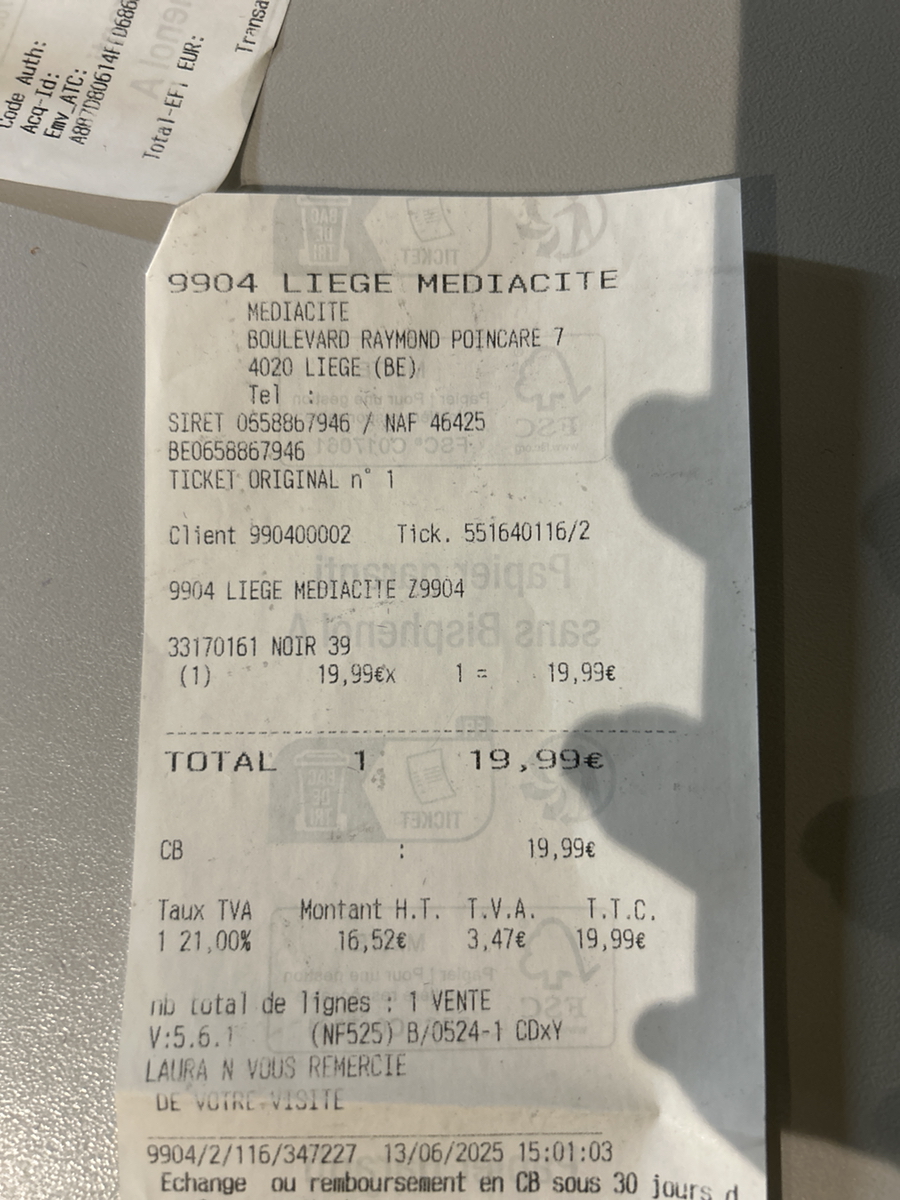 Code Auth:
Acq-Id:
Emv_ATC:
Total-EFT EUR:
Transa
9904 LIEGE MEDIACITE
MEDIACITE
BOULEVARD RAYMOND POINCARE 7
4020 LIEGE (BE)
Tel :
SIRET 0658867946 / NAF 46425
BE0658867946
TICKET ORIGINAL n° 1
Client 990400002 Tick. 551640116/2
9904 LIEGE MEDIACITE Z9904
33170161 NOIR 39
(1) 19,99€x 1 = 19,99€
TOTAL 1 19,99€
CB : 19,99€
Taux TVA Montant H.T. T.V.A. T.T.C.
1 21,00% 16,52€ 3,47€ 19,99€
nb total de lignes : 1 VENTE
V:5.6.1 (NF525) B/0524-1 CDxY
LAURA N VOUS REMERCIE
DE VOTRE VISITE
9904/2/116/347227 13/06/2025 15:01:03
Echange ou remboursement en CB sous 30 jours d